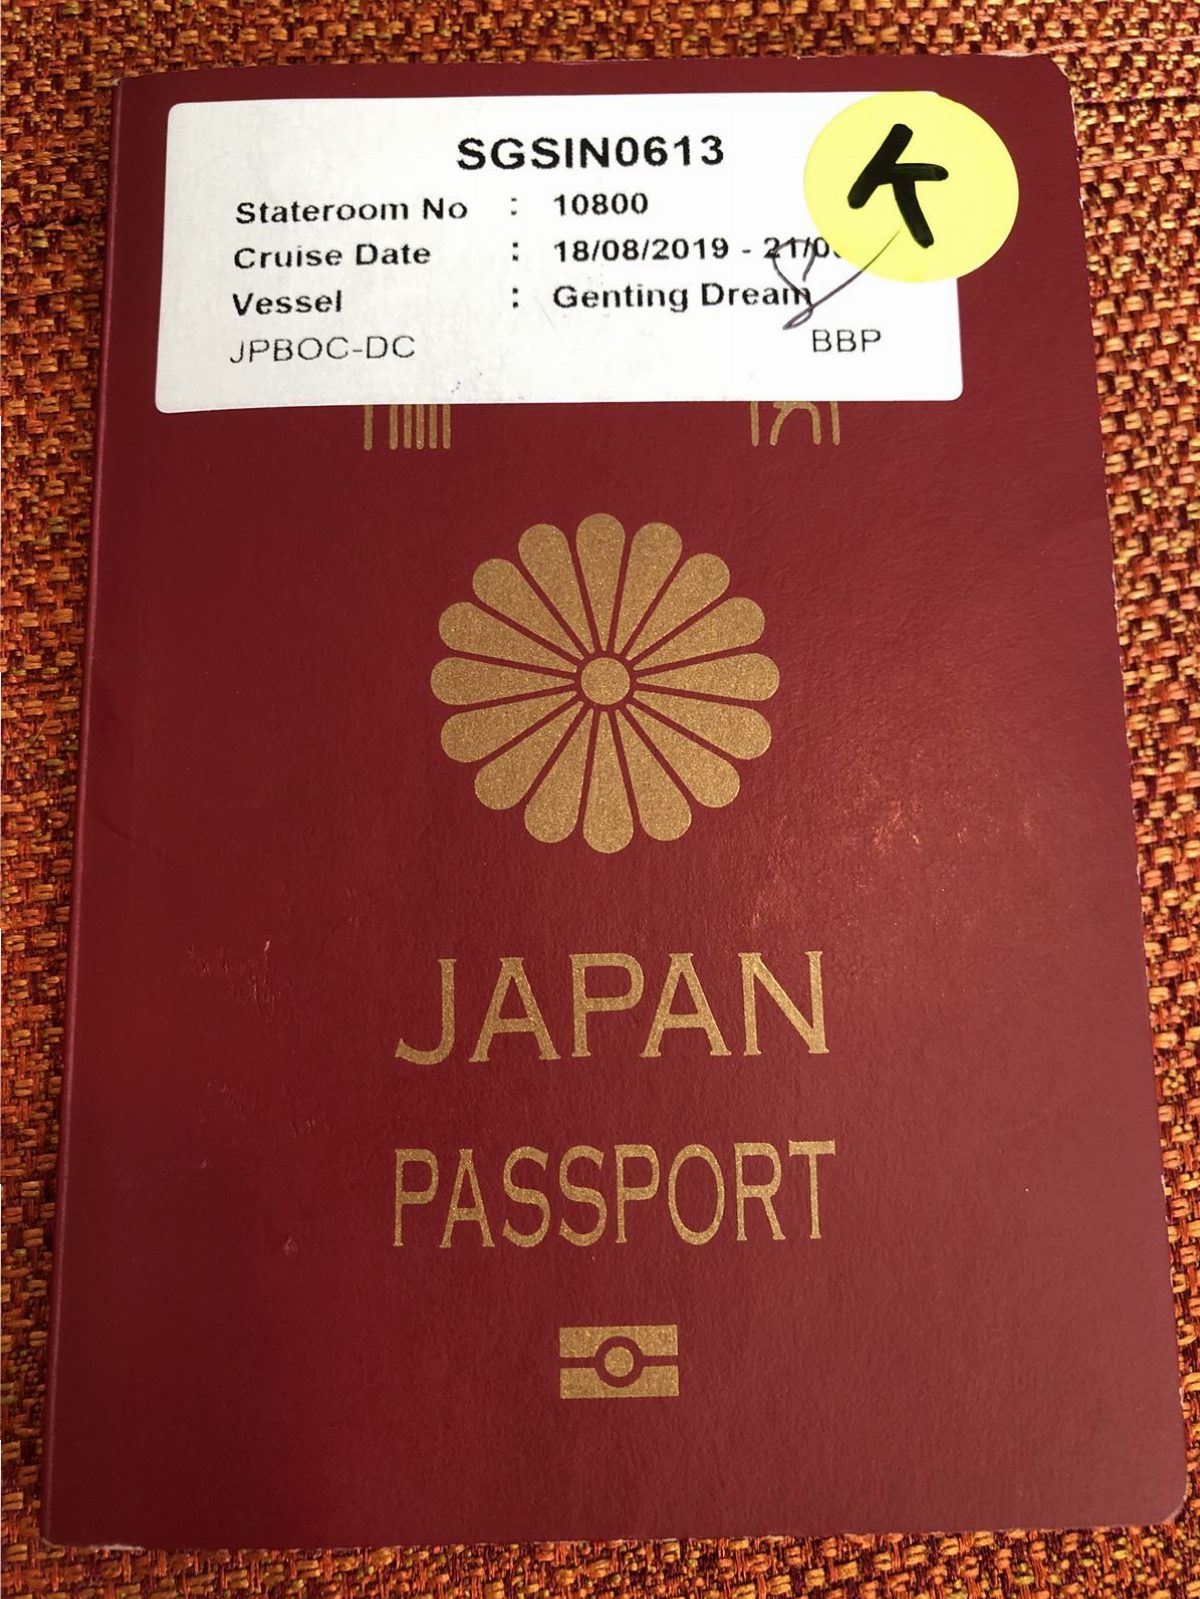 SGSIN0613
Stateroom No : 10800
Cruise Date : 18/08/2019 - 21/0
Vessel : Genting Dream
JPBOC-DC BBP
JAPAN
PASSPORT